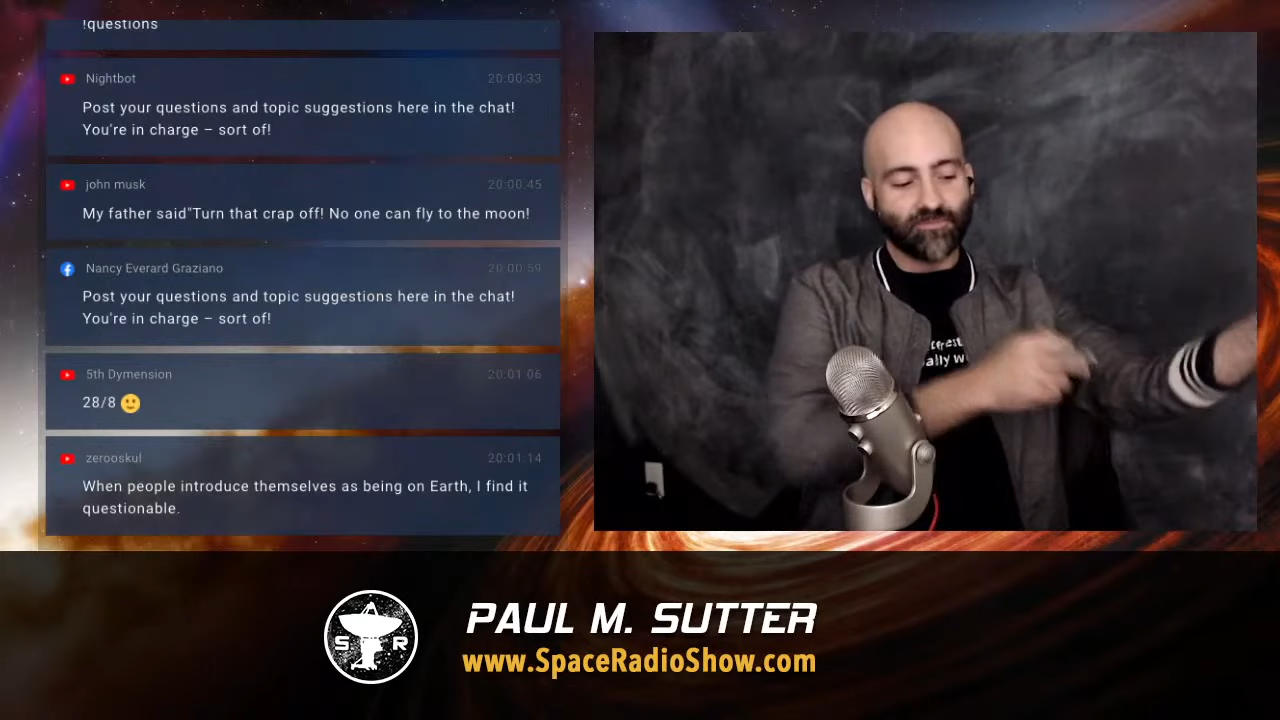 !questions
Nightbot 20:00:33
Post your questions and topic suggestions here in the chat!
You're in charge – sort of!
john musk 20:00:45
My father said"Turn that crap off! No one can fly to the moon!
Nancy Everard Graziano 20:00:59
Post your questions and topic suggestions here in the chat!
You're in charge – sort of!
5th Dymension 20:01:06
28/8 🙂
zerooskul 20:01:14
When people introduce themselves as being on Earth, I find it
questionable.
S R
PAUL M. SUTTER
www.SpaceRadioShow.com